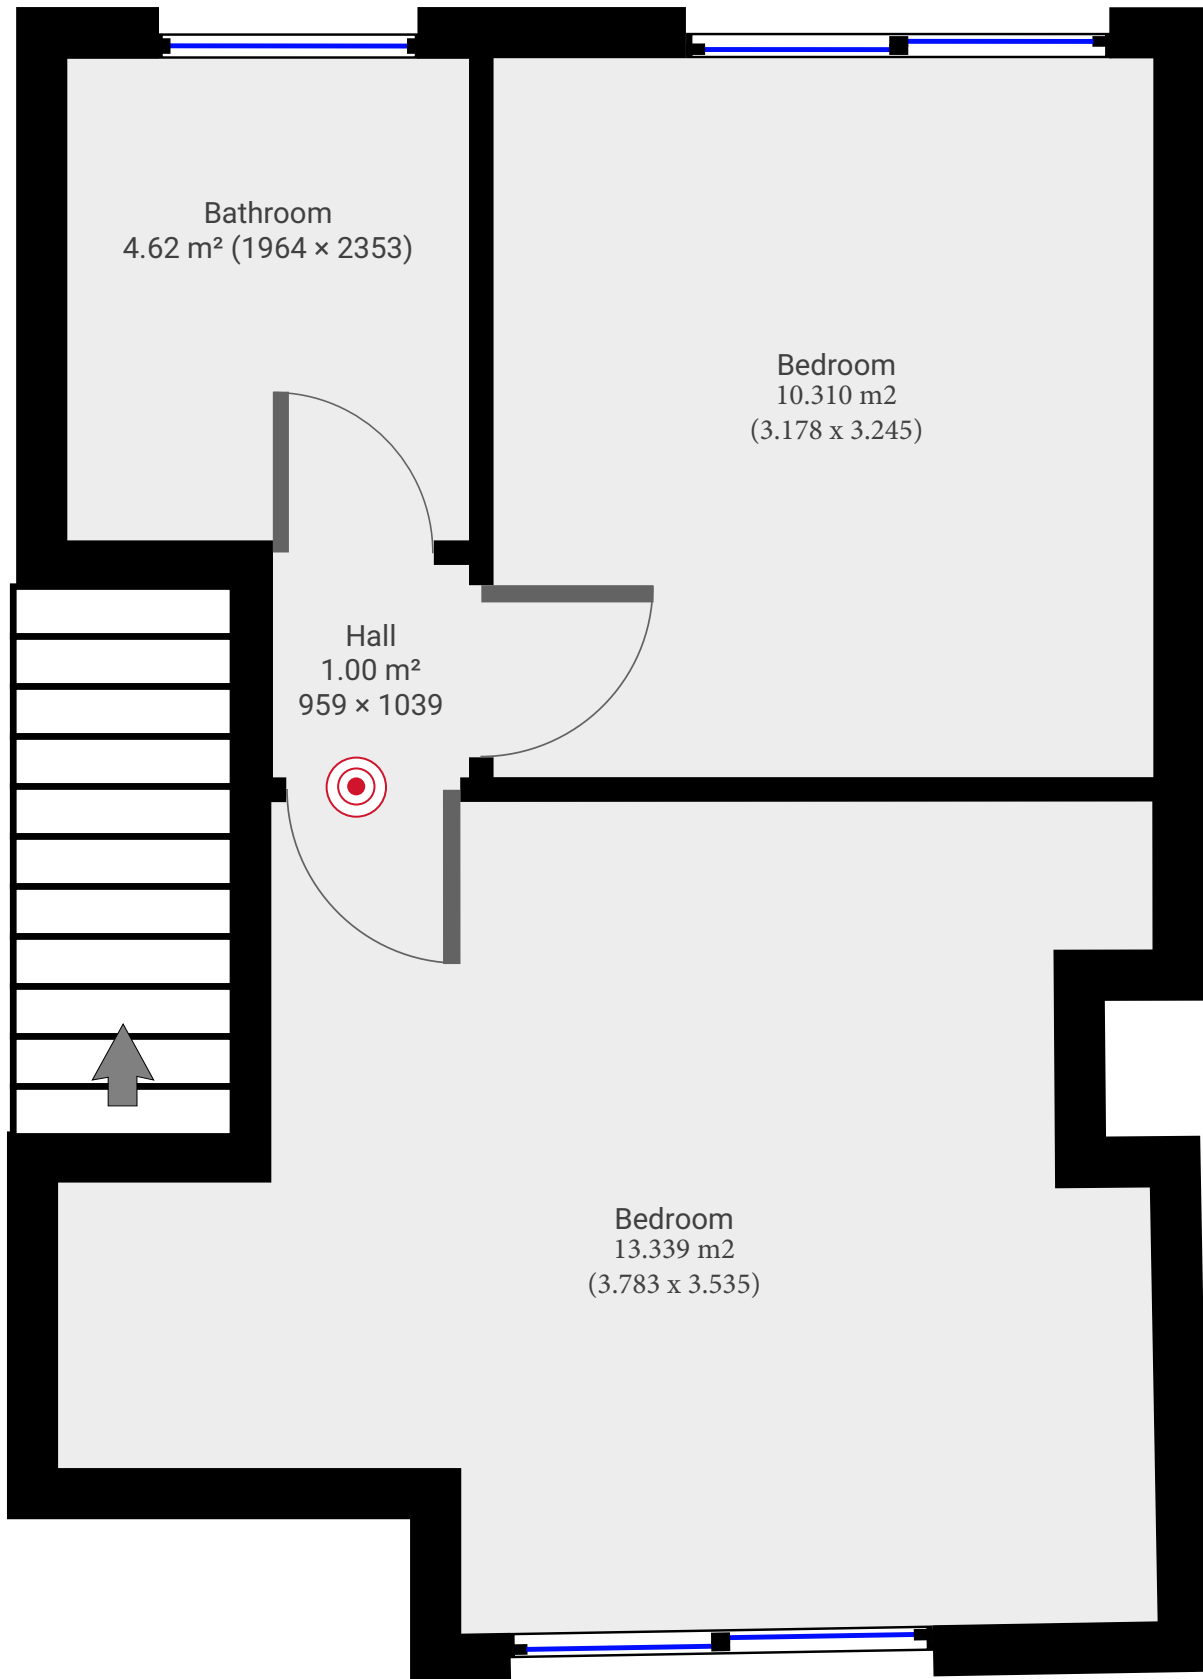 Bathroom
4.62 m² (1964 × 2353)
Bedroom
10.310 m2
(3.178 x 3.245)
Hall
1.00 m²
959 × 1039
Bedroom
13.339 m2
(3.783 x 3.535)